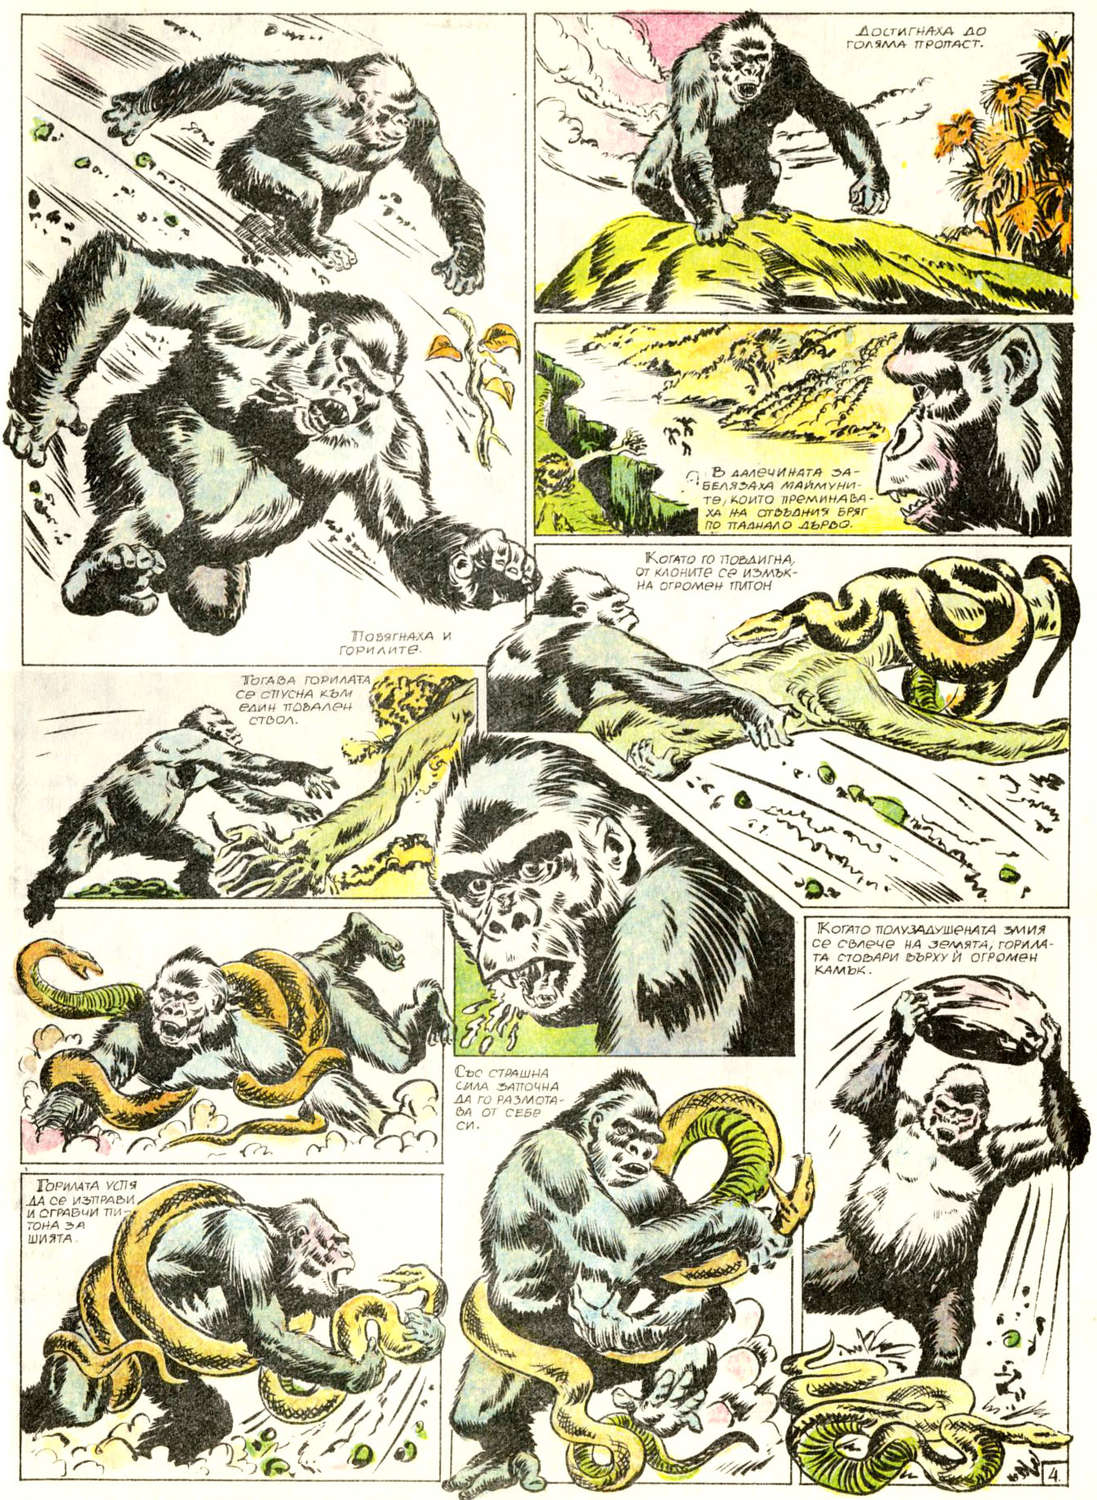 Побягнаха и
горилите.
Достигнаха до
голяма пропаст.
В далечината за-
белязаха маймуни-
те, които преминава-
ха на отвъдния бряг
по паднало дърво.
Тогава горилата
се спусна към
един повален
ствол.
Когато го повдигна,
от клоните се измък-
на огромен питон
Горилата успя
да се изправи
и сграбчи пи-
тона за
шията.
Със страшна
сила започна
да го размота-
ва от себе
си.
Когато полузадушената змия
се свлече на земята, горила-
та стовари върху ѝ огромен
камък.
4